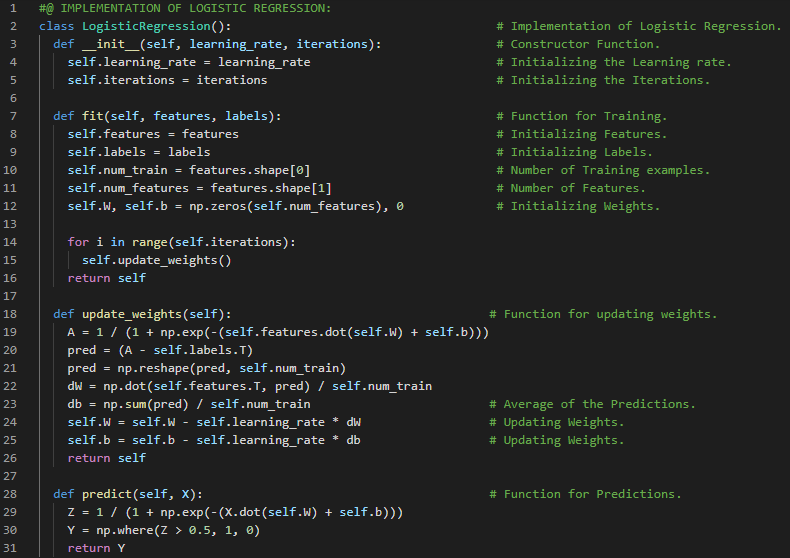 1 #@ IMPLEMENTATION OF LOGISTIC REGRESSION:
2 class LogisticRegression(): # Implementation of Logistic Regression.
3   def __init__(self, learning_rate, iterations): # Constructor Function.
4     self.learning_rate = learning_rate # Initializing the Learning rate.
5     self.iterations = iterations # Initializing the Iterations.
6
7   def fit(self, features, labels): # Function for Training.
8     self.features = features # Initializing Features.
9     self.labels = labels # Initializing Labels.
10     self.num_train = features.shape[0] # Number of Training examples.
11     self.num_features = features.shape[1] # Number of Features.
12     self.W, self.b = np.zeros(self.num_features), 0 # Initializing Weights.
13
14     for i in range(self.iterations):
15       self.update_weights()
16     return self
17
18   def update_weights(self): # Function for updating weights.
19     A = 1 / (1 + np.exp(-(self.features.dot(self.W) + self.b)))
20     pred = (A - self.labels.T)
21     pred = np.reshape(pred, self.num_train)
22     dW = np.dot(self.features.T, pred) / self.num_train
23     db = np.sum(pred) / self.num_train # Average of the Predictions.
24     self.W = self.W - self.learning_rate * dW # Updating Weights.
25     self.b = self.b - self.learning_rate * db # Updating Weights.
26     return self
27
28   def predict(self, X): # Function for Predictions.
29     Z = 1 / (1 + np.exp(-(X.dot(self.W) + self.b)))
30     Y = np.where(Z > 0.5, 1, 0)
31     return Y